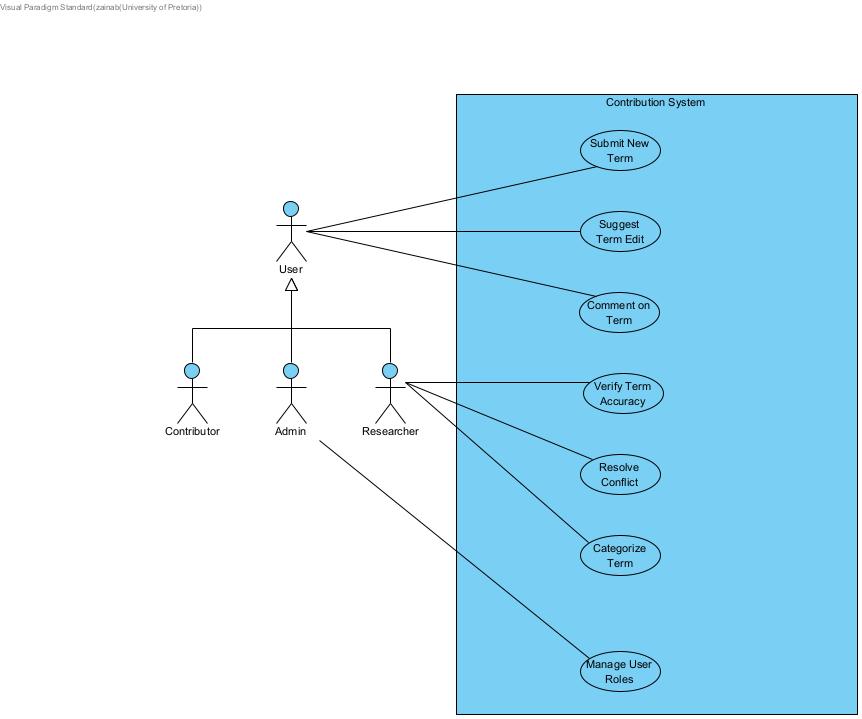 Visual Paradigm Standard(zainab(University of Pretoria))
Contribution System
Submit New
Term
User
Suggest
Term Edit
Comment on
Term
Contributor
Admin
Researcher
Verify Term
Accuracy
Resolve
Conflict
Categorize
Term
Manage User
Roles